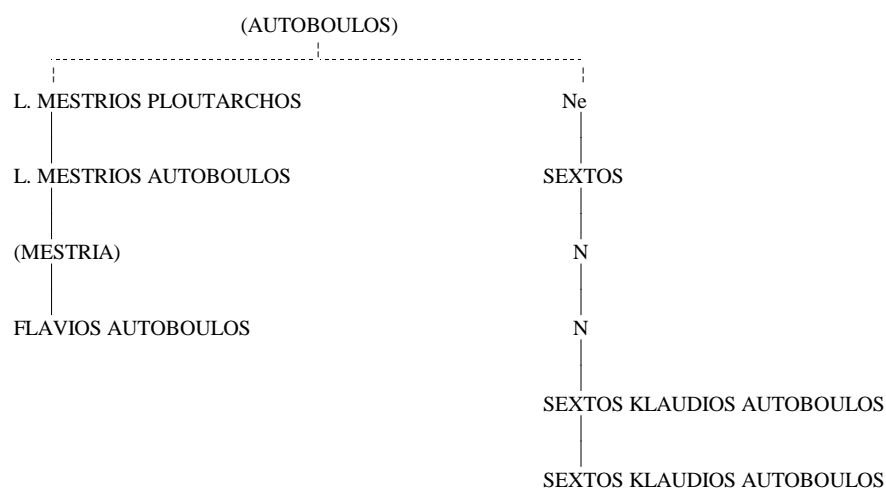 (AUTOBOULOS)
L. MESTRIOS PLOUTARCHOS Ne
L. MESTRIOS AUTOBOULOS SEXTOS
(MESTRIA) N
FLAVIOS AUTOBOULOS N
SEXTOS KLAUDIOS AUTOBOULOS
SEXTOS KLAUDIOS AUTOBOULOS